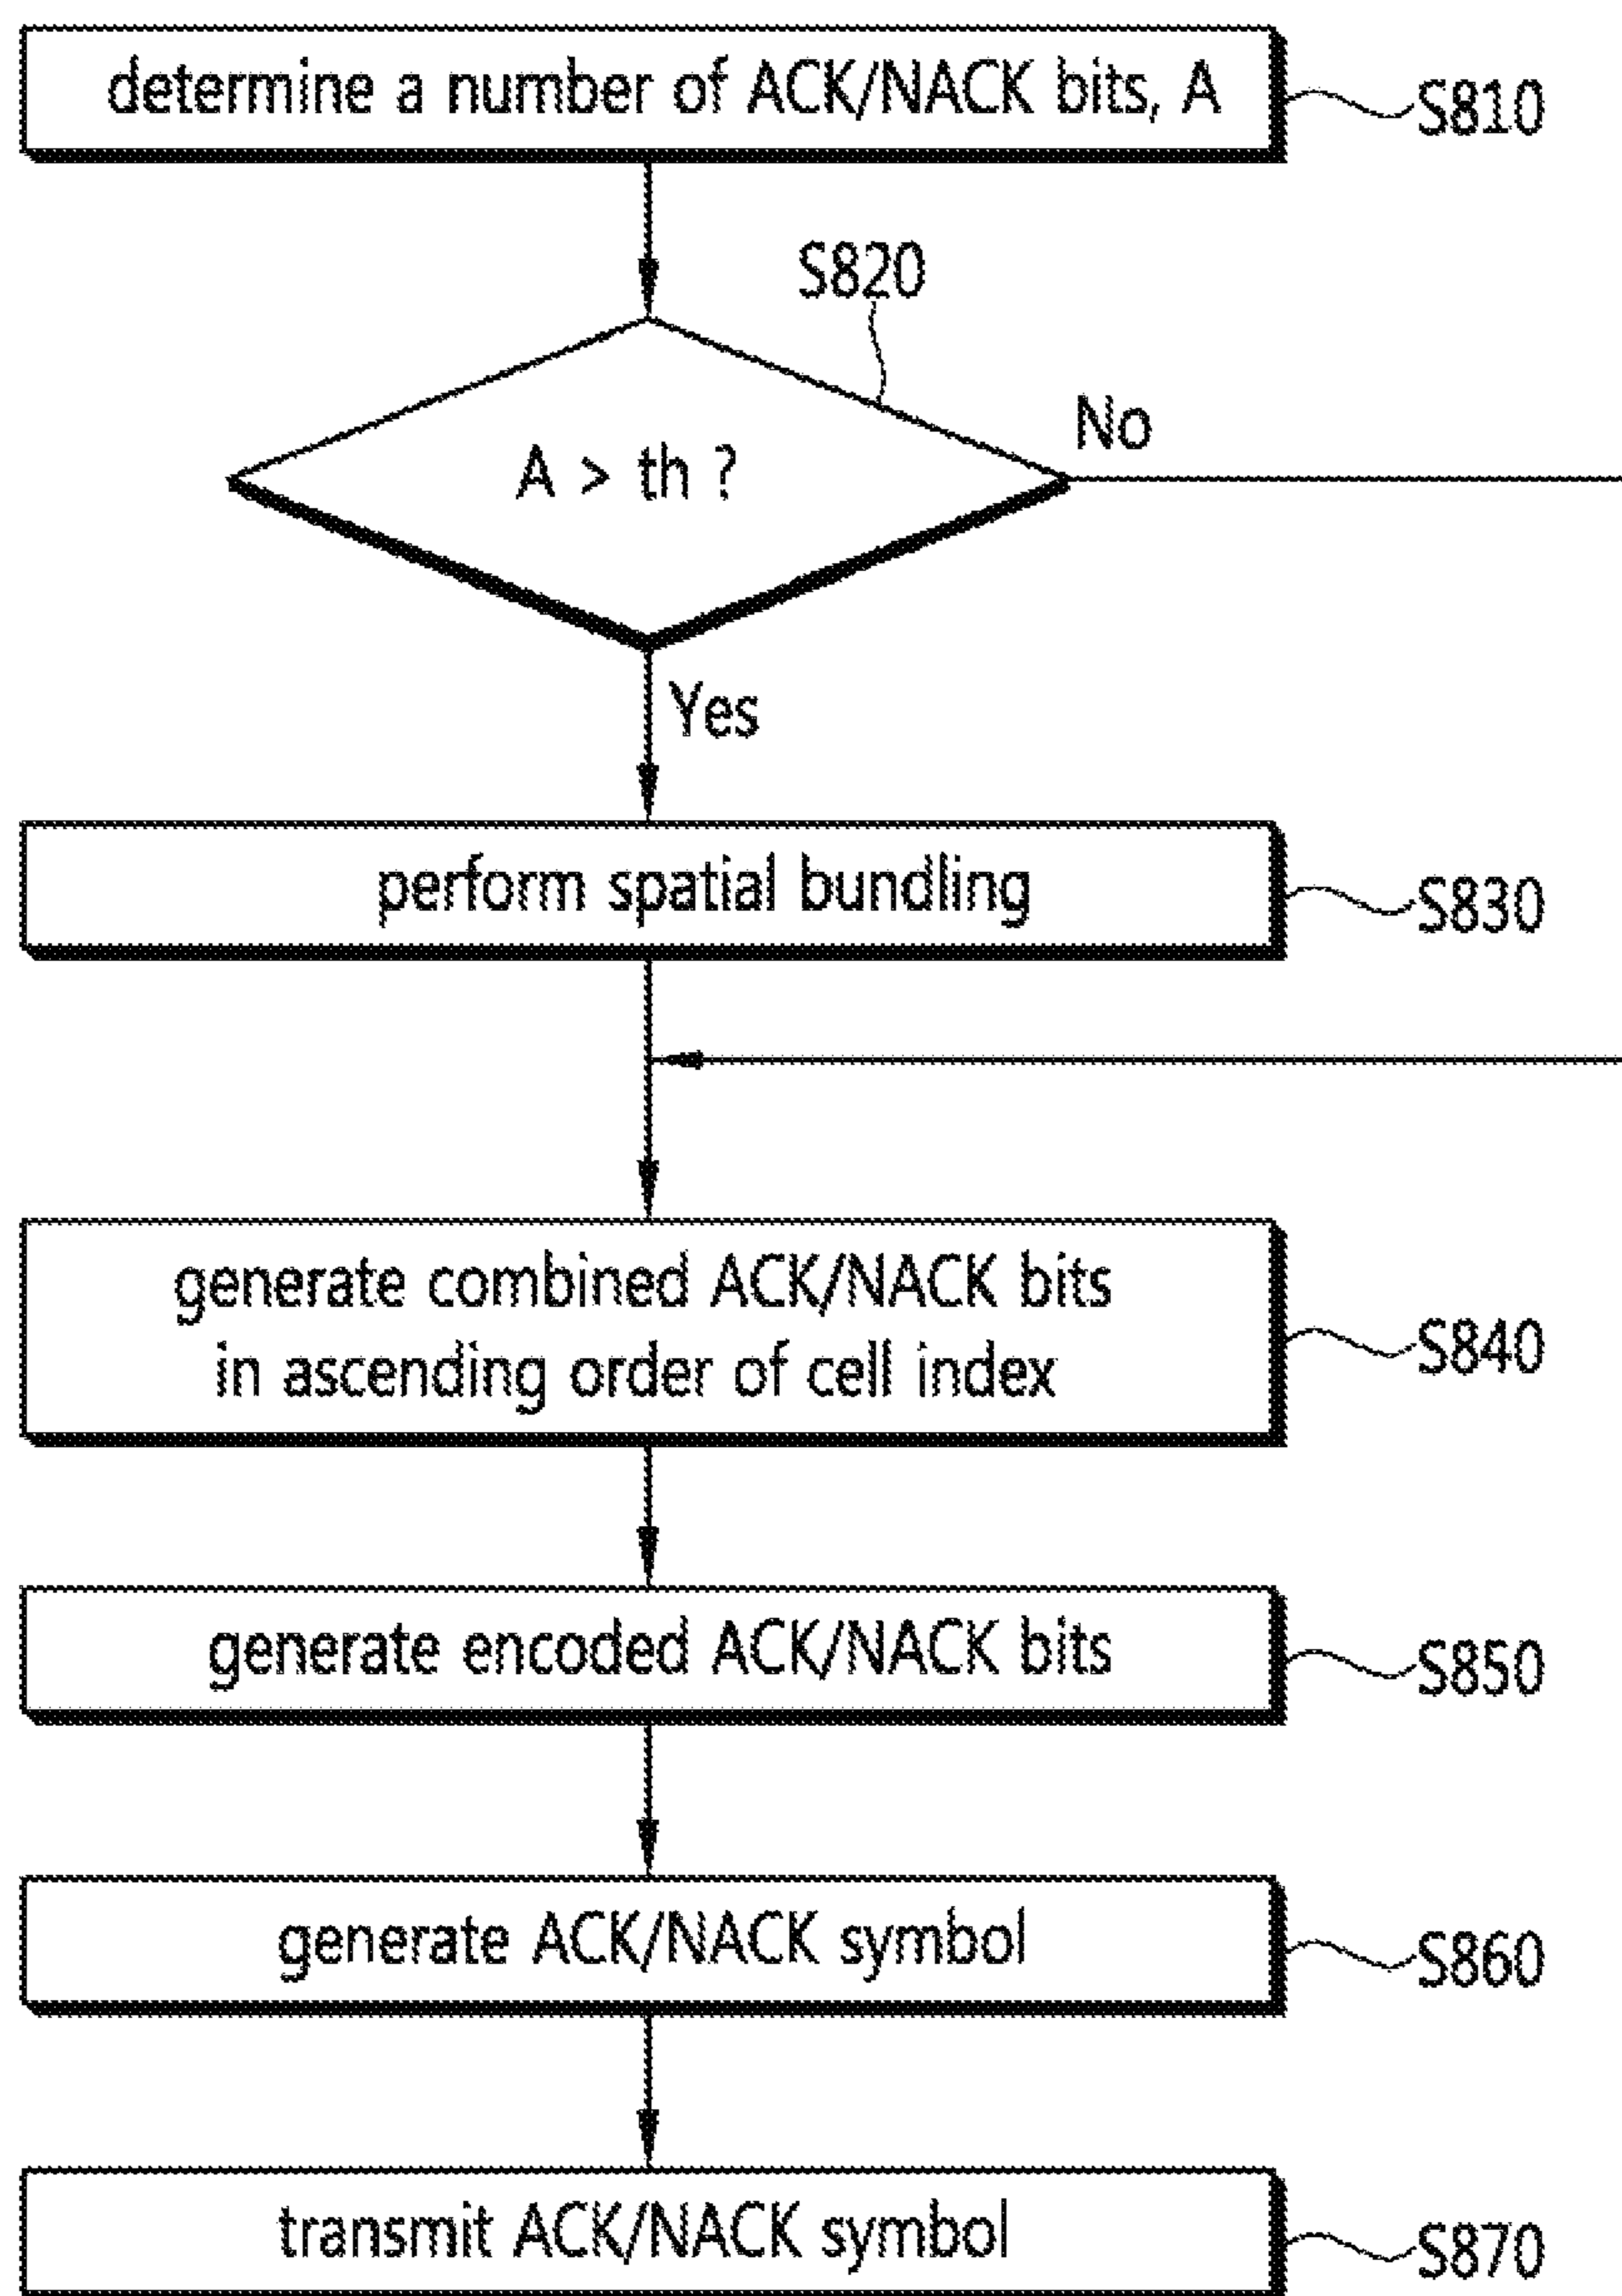 determine a number of ACK/NACK bits, A
S810
S820
A > th ?
No
Yes
perform spatial bundling
S830
generate combined ACK/NACK bits
in ascending order of cell index
S840
generate encoded ACK/NACK bits
S850
generate ACK/NACK symbol
S860
transmit ACK/NACK symbol
S870